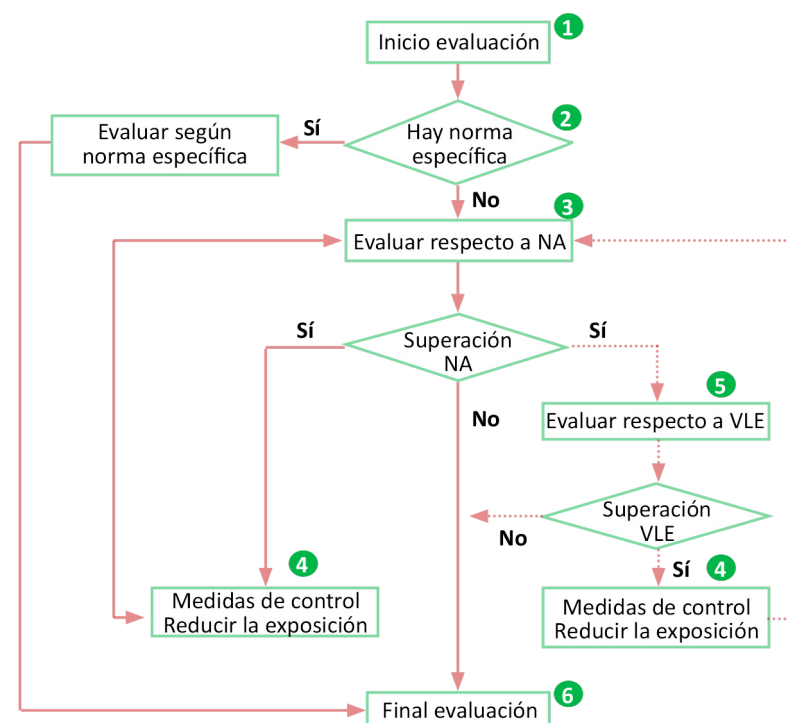 1
Inicio evaluación
2
Hay norma
específica
Sí
Evaluar según
norma específica
No
3
Evaluar respecto a NA
Superación
NA
Sí
Sí
No
5
Evaluar respecto a VLE
Superación
VLE
No
Sí
4
Medidas de control
Reducir la exposición
4
Medidas de control
Reducir la exposición
6
Final evaluación